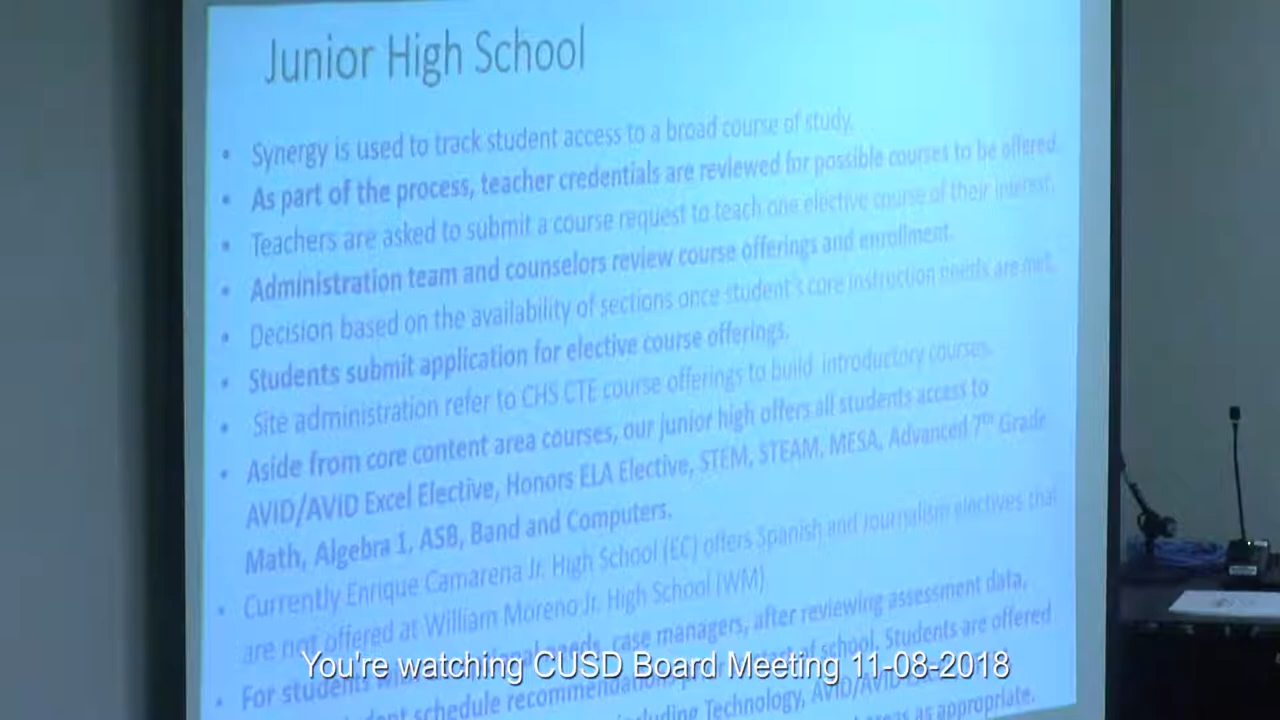 Junior High School
• Synergy is used to track student access to a broad course of study.
• As part of the process, teacher credentials are reviewed for possible courses to be offered.
• Teachers are asked to submit a course request to teach one elective course of their interest.
• Administration team and counselors review course offerings and enrollment.
• Decision based on the availability of sections once student's core instruction needs are met.
• Students submit application for elective course offerings.
• Site administration refer to CHS CTE course offerings to build introductory courses.
• Aside from core content area courses, our junior high offers all students access to
AVID/AVID Excel Elective, Honors ELA Elective, STEM, STEAM, MESA, Advanced 7th Grade
Math, Algebra 1, ASB, Band and Computers.
• Currently Enrique Camarena Jr. High School (EC) offers Spanish and Journalism electives that
are not offered at William Moreno Jr. High School (WM)
• For students needs, case managers, after reviewing assessment data,
schedule recommendations of school. Students are offered
including Technology, AVID/AVID
as appropriate.
You're watching CUSD Board Meeting 11-08-2018